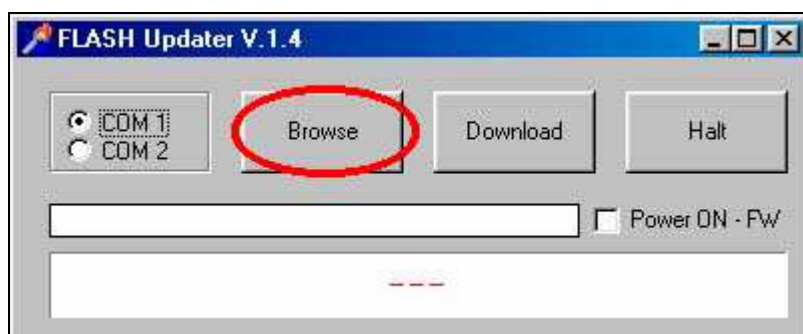 FLASH Updater V.1.4
COM 1
COM 2
Browse
Download
Halt
Power ON - FW
---